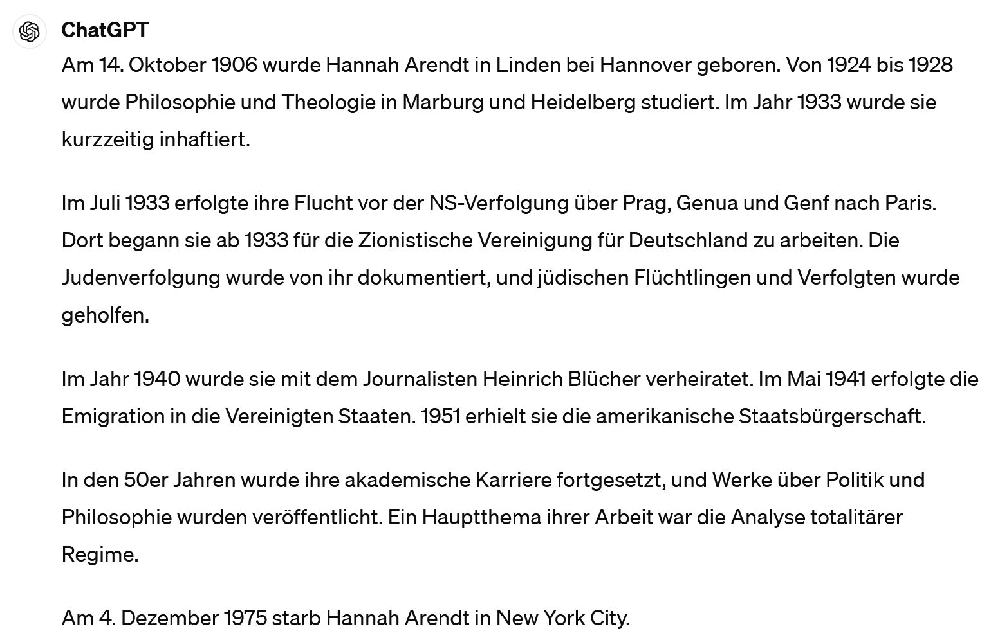 ChatGPT
Am 14. Oktober 1906 wurde Hannah Arendt in Linden bei Hannover geboren. Von 1924 bis 1928
wurde Philosophie und Theologie in Marburg und Heidelberg studiert. Im Jahr 1933 wurde sie
kurzzeitig inhaftiert.
Im Juli 1933 erfolgte ihre Flucht vor der NS-Verfolgung über Prag, Genua und Genf nach Paris.
Dort begann sie ab 1933 für die Zionistische Vereinigung für Deutschland zu arbeiten. Die
Judenverfolgung wurde von ihr dokumentiert, und jüdischen Flüchtlingen und Verfolgten wurde
geholfen.
Im Jahr 1940 wurde sie mit dem Journalisten Heinrich Blücher verheiratet. Im Mai 1941 erfolgte die
Emigration in die Vereinigten Staaten. 1951 erhielt sie die amerikanische Staatsbürgerschaft.
In den 50er Jahren wurde ihre akademische Karriere fortgesetzt, und Werke über Politik und
Philosophie wurden veröffentlicht. Ein Hauptthema ihrer Arbeit war die Analyse totalitärer
Regime.
Am 4. Dezember 1975 starb Hannah Arendt in New York City.